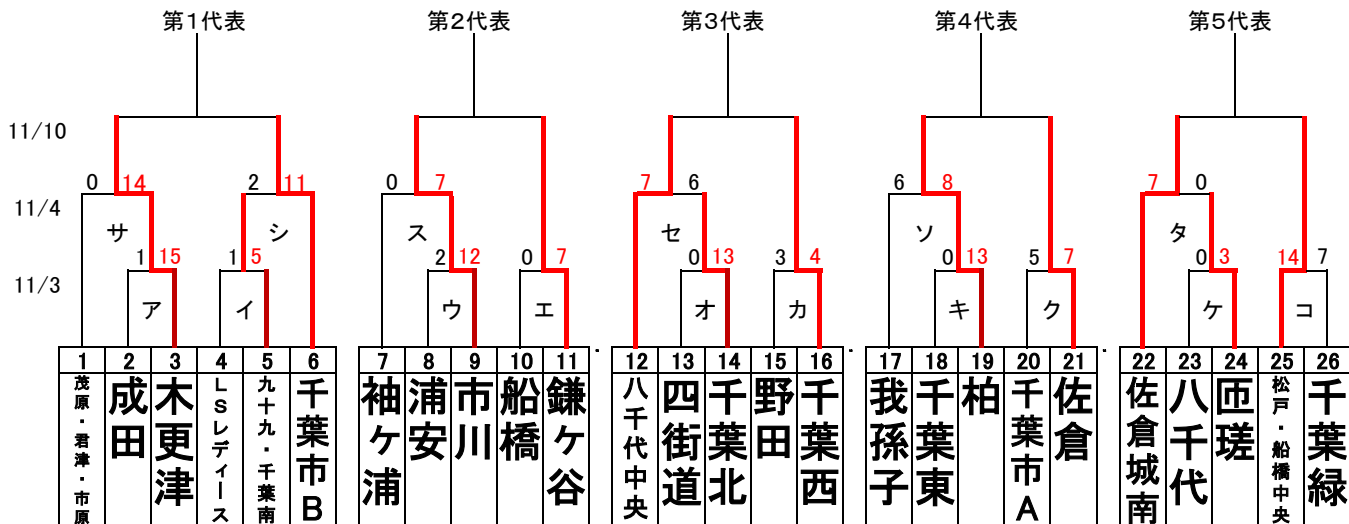 第1代表 第2代表 第3代表 第4代表 第5代表
11/10
0 14 2 11 0 7 7 6 6 8 7 0
11/4
サ シ ス セ ソ タ
1 15 1 5 2 12 0 7 0 13 3 4 0 13 5 7 0 3 14 7
11/3
ア イ ウ エ オ カ キ ク ケ コ
1 2 3 4 5 6 7 8 9 10 11 12 13 14 15 16 17 18 19 20 21 22 23 24 25 26
茂原・君津・市原
成田
木更津
LSレディース
九十九・千葉南
千葉市B
袖ヶ浦
浦安
市川
船橋
鎌ヶ谷
八千代中央
四街道
千葉北
野田
千葉西
我孫子
千葉東
柏
千葉市A
佐倉
佐倉城南
八千代
匝瑳
松戸・船橋中央
千葉緑